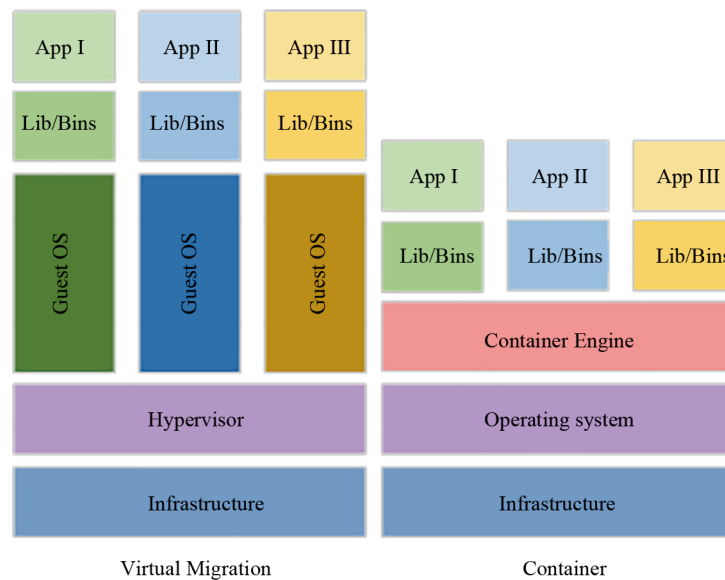 App I
App II
App III
Lib/Bins
Lib/Bins
Lib/Bins
Guest OS
Guest OS
Guest OS
Hypervisor
Infrastructure
Virtual Migration
App I
App II
App III
Lib/Bins
Lib/Bins
Lib/Bins
Container Engine
Operating system
Infrastructure
Container